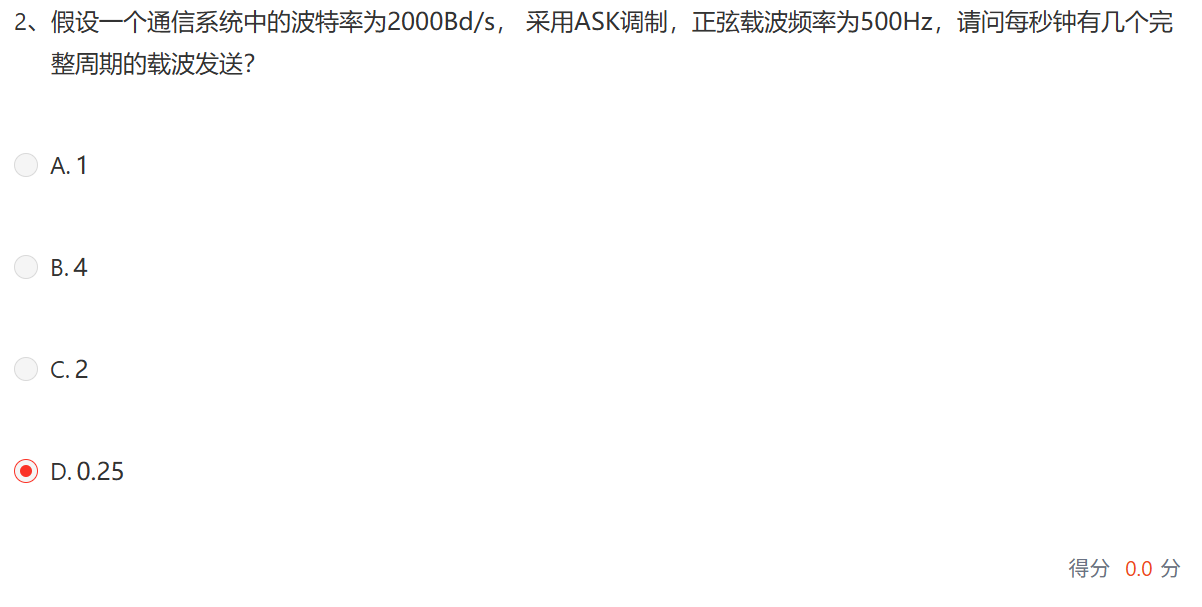 2、假设一个通信系统中的波特率为2000Bd/s， 采用ASK调制，正弦载波频率为500Hz，请问每秒钟有几个完
整周期的载波发送？
A. 1
B. 4
C. 2
D. 0.25
得分 0.0 分